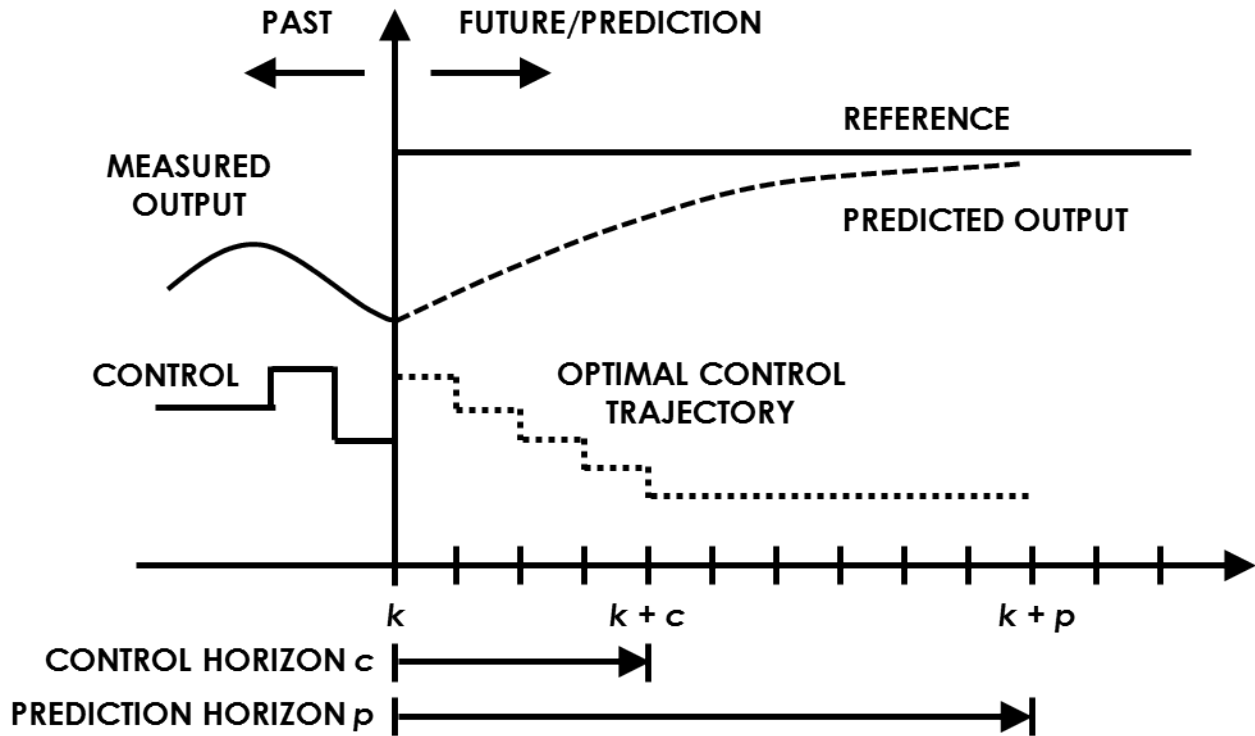 PAST
FUTURE/PREDICTION
REFERENCE
MEASURED
OUTPUT
PREDICTED OUTPUT
CONTROL
OPTIMAL CONTROL
TRAJECTORY
k
k + c
k + p
CONTROL HORIZON c
PREDICTION HORIZON p